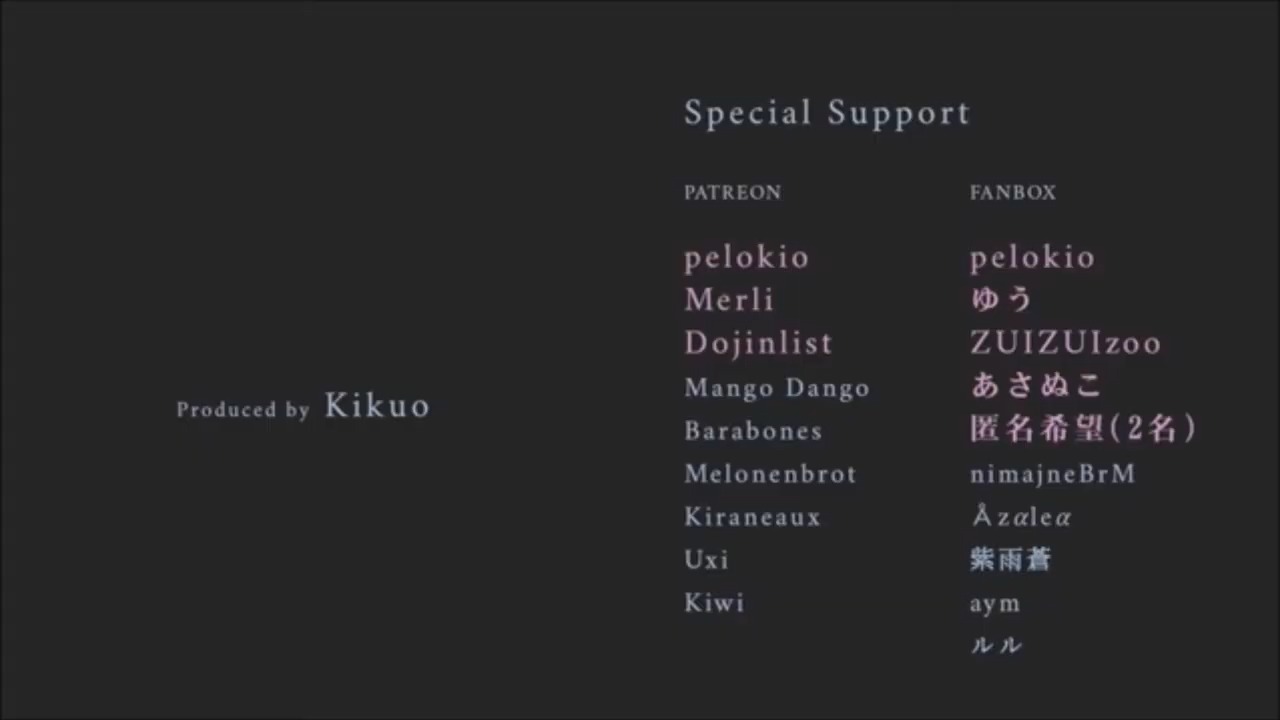 Produced by Kikuo
Special Support
PATREON
pelokio
Merli
Dojinlist
Mango Dango
Barabones
Melonenbrot
Kiraneaux
Uxi
Kiwi
FANBOX
pelokio
ゆう
ZUIZUIzoo
あさぬこ
匿名希望(2名)
nimajneBrM
Åzαleα
紫雨蒼
aym
ルル